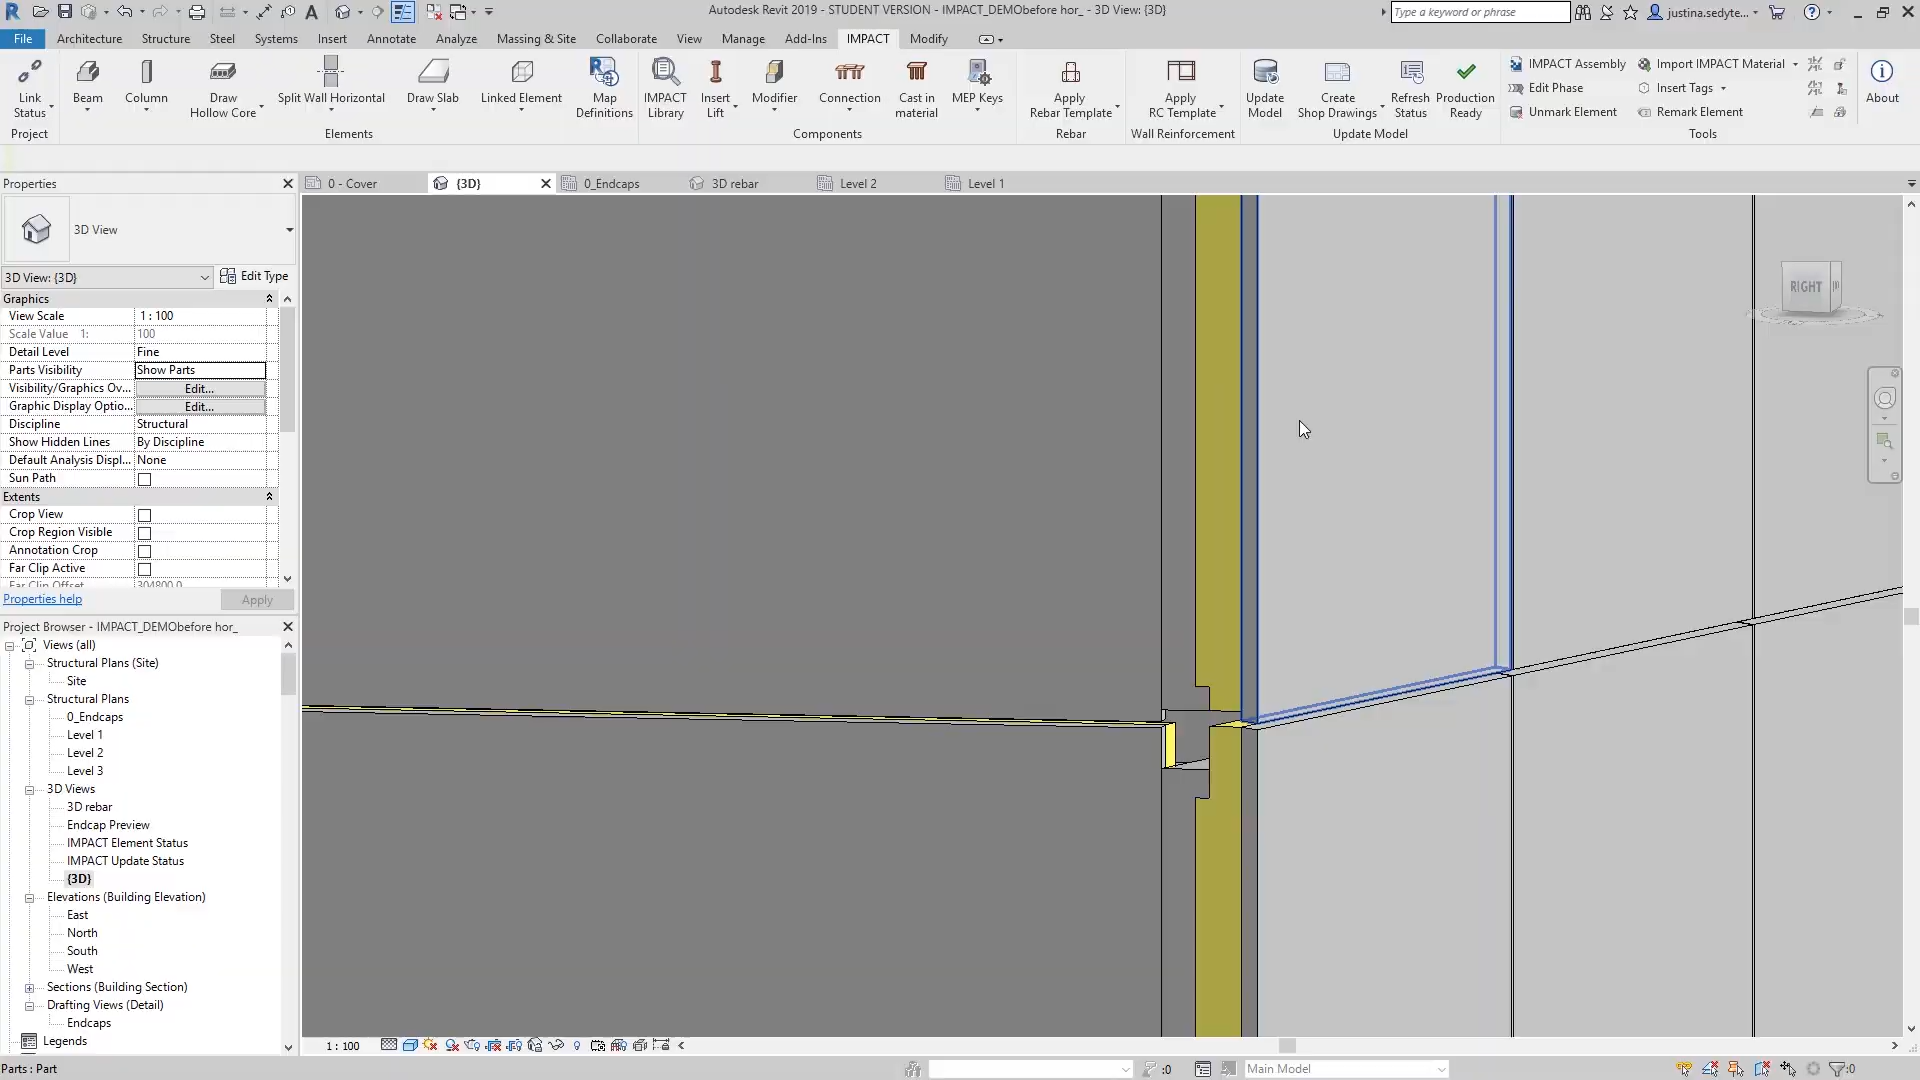 Autodesk Revit 2019 - STUDENT VERSION - IMPACT_DEMObefore hor_ - 3D View: {3D}
Type a keyword or phrase
justina.sedyte...
File Architecture Structure Steel Systems Insert Annotate Analyze Massing & Site Collaborate View Manage Add-Ins IMPACT Modify
Link Status
Beam
Column
Draw Hollow Core
Split Wall Horizontal
Draw Slab
Linked Element
Map Definitions
IMPACT Library
Insert Lift
Modifier
Connection
Cast in material
MEP Keys
Apply Rebar Template
Apply RC Template
Update Model
Create Shop Drawings
Refresh Status
Production Ready
IMPACT Assembly
Import IMPACT Material
Edit Phase
Insert Tags
Unmark Element
Remark Element
About
Project Elements Components Rebar Wall Reinforcement Update Model Tools
Properties
0 - Cover {3D} 0_Endcaps 3D rebar Level 2 Level 1
3D View
3D View: {3D} Edit Type
Graphics
View Scale 1 : 100
Scale Value 1: 100
Detail Level Fine
Parts Visibility Show Parts
Visibility/Graphics Ov... Edit...
Graphic Display Optio... Edit...
Discipline Structural
Show Hidden Lines By Discipline
Default Analysis Displ... None
Sun Path
Extents
Crop View
Crop Region Visible
Annotation Crop
Far Clip Active
Far Clip Offset 304800.0
Properties help Apply
Project Browser - IMPACT_DEMObefore hor_
Views (all)
Structural Plans (Site)
Site
Structural Plans
0_Endcaps
Level 1
Level 2
Level 3
3D Views
3D rebar
Endcap Preview
IMPACT Element Status
IMPACT Update Status
{3D}
Elevations (Building Elevation)
East
North
South
West
Sections (Building Section)
Drafting Views (Detail)
Endcaps
Legends
RIGHT
1 : 100
Parts : Part
:0
Main Model
:0